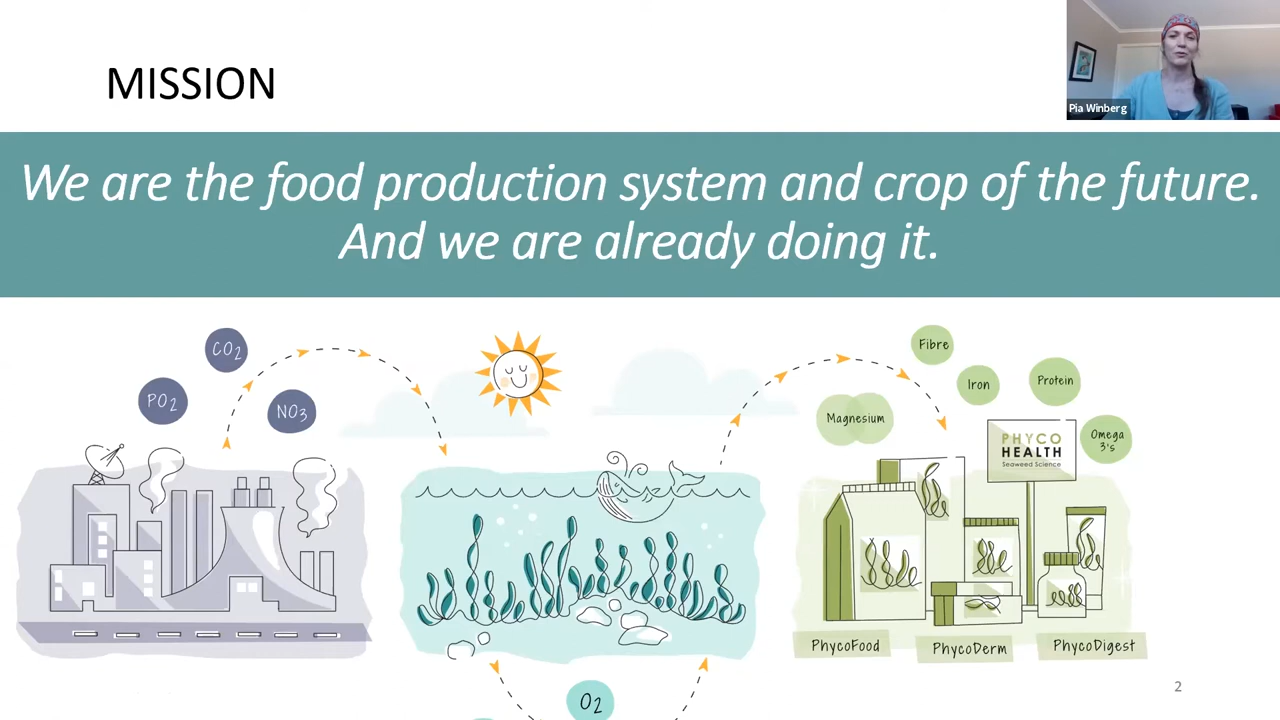 MISSION
Pia Winberg
We are the food production system and crop of the future.
And we are already doing it.
CO2
PO2
NO3
Fibre
Iron
Protein
Magnesium
Omega
3's
PHYCO
HEALTH
Seaweed Science
PhycoFood
PhycoDerm
PhycoDigest
O2
2